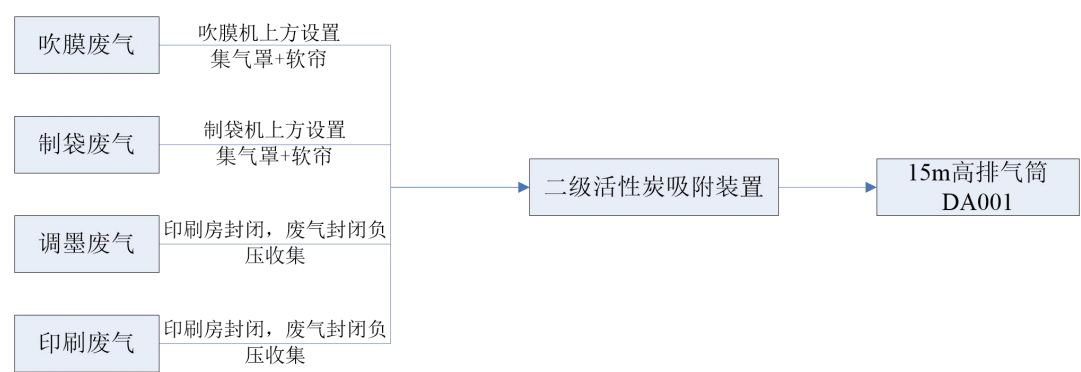 吹膜废气
吹膜机上方设置
集气罩+软帘
制袋废气
制袋机上方设置
集气罩+软帘
调墨废气
印刷房封闭，废气封闭负
压收集
印刷废气
印刷房封闭，废气封闭负
压收集
二级活性炭吸附装置
15m高排气筒
DA001